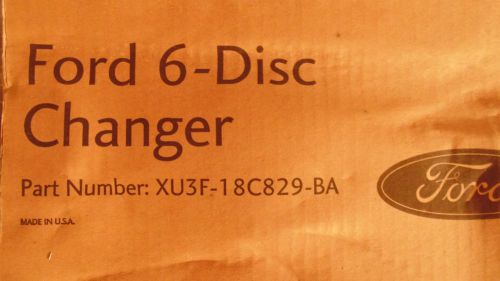 Ford 6-Disc
Changer
Part Number: XU3F-18C829-BA
Ford
MADE IN U.S.A.